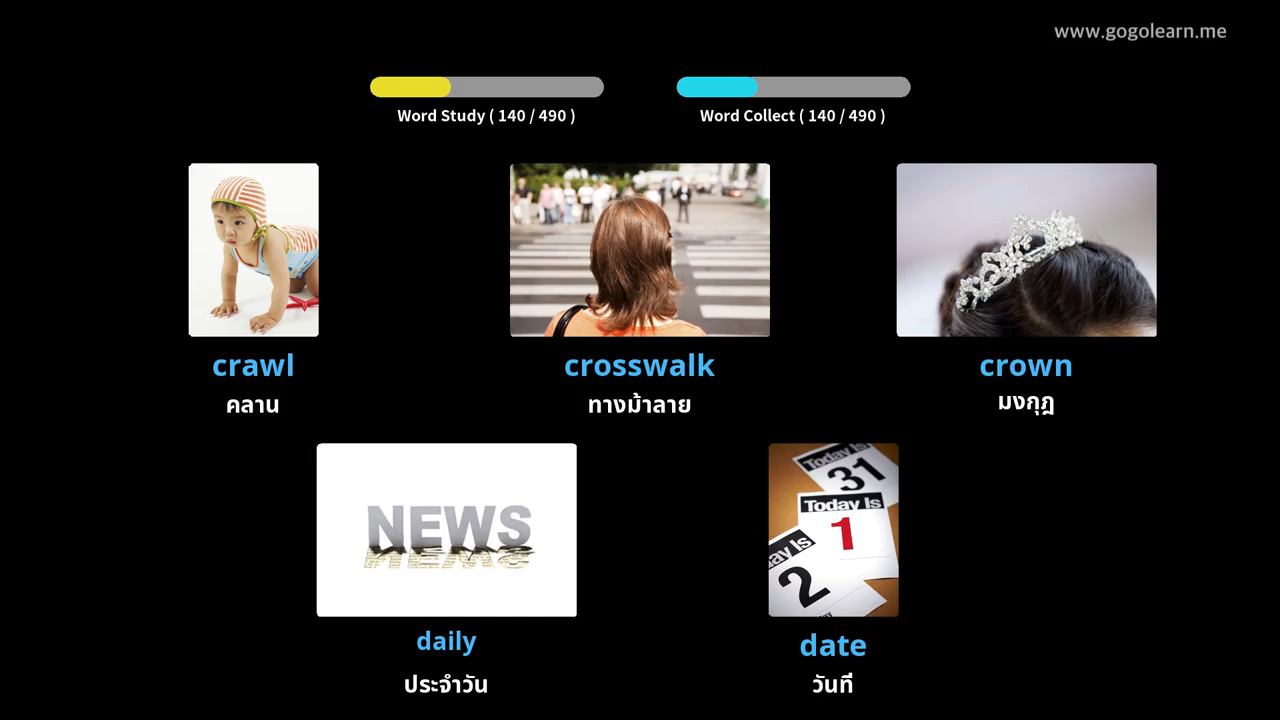 www.gogolearn.me
Word Study ( 140 / 490 )
Word Collect ( 140 / 490 )
crawl
คลาน
crosswalk
ทางม้าลาย
crown
มงกุฎ
NEWS
daily
ประจำวัน
Today Is
31
Today Is
1
ay Is
2
date
วันที่